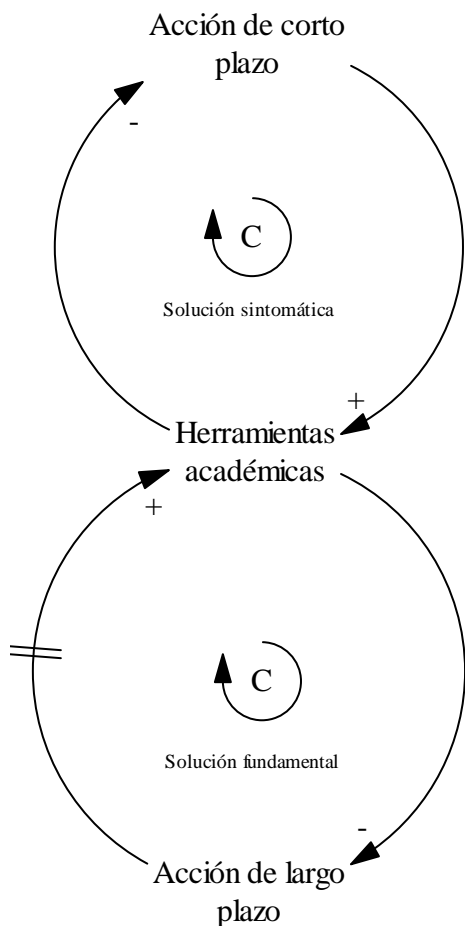 Acción de corto
plazo
-
C
Solución sintomática
+
Herramientas
académicas
+
C
Solución fundamental
-
Acción de largo
plazo